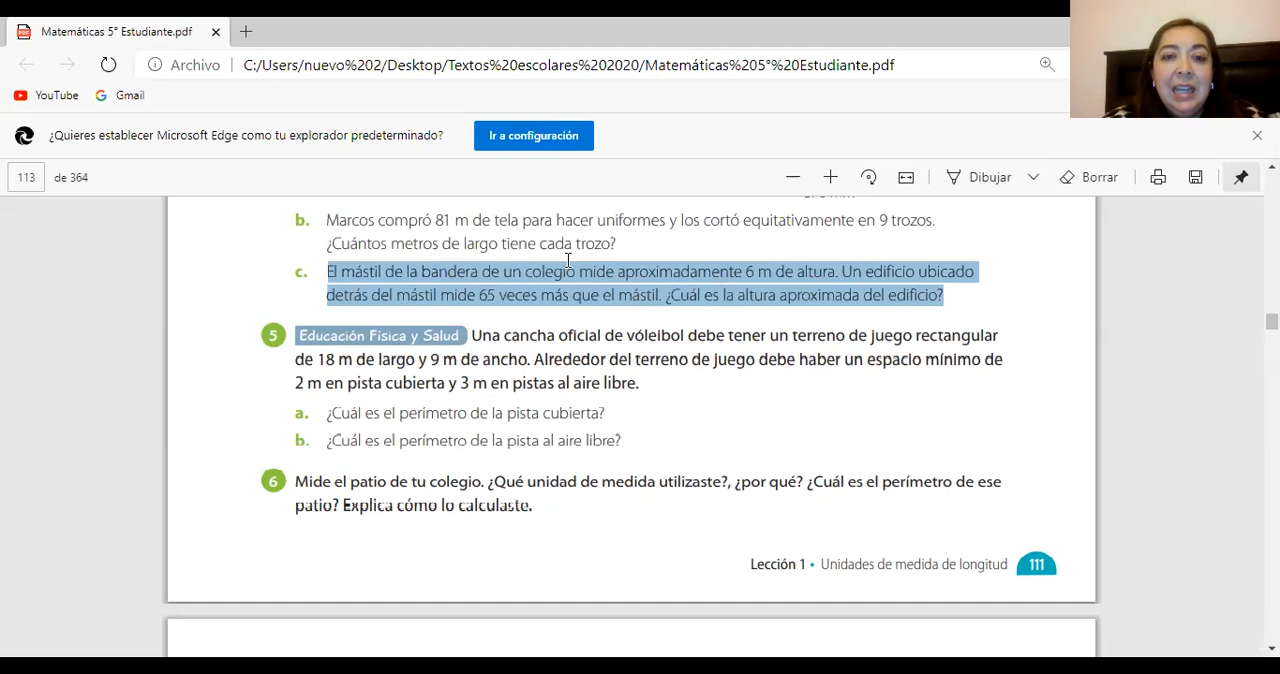 Matemáticas 5° Estudiante.pdf
Archivo C:/Users/nuevo%202/Desktop/Textos%20escolares%202020/Matemáticas%205°%20Estudiante.pdf
YouTube Gmail
¿Quieres establecer Microsoft Edge como tu explorador predeterminado? Ir a configuración
113 de 364 Dibujar Borrar
b. Marcos compró 81 m de tela para hacer uniformes y los cortó equitativamente en 9 trozos.
¿Cuántos metros de largo tiene cada trozo?
c. El mástil de la bandera de un colegio mide aproximadamente 6 m de altura. Un edificio ubicado
detrás del mástil mide 65 veces más que el mástil. ¿Cuál es la altura aproximada del edificio?
5 Educación Física y Salud Una cancha oficial de vóleibol debe tener un terreno de juego rectangular
de 18 m de largo y 9 m de ancho. Alrededor del terreno de juego debe haber un espacio mínimo de
2 m en pista cubierta y 3 m en pistas al aire libre.
a. ¿Cuál es el perímetro de la pista cubierta?
b. ¿Cuál es el perímetro de la pista al aire libre?
6 Mide el patio de tu colegio. ¿Qué unidad de medida utilizaste?, ¿por qué? ¿Cuál es el perímetro de ese
patio? Explica cómo lo calculaste.
Lección 1 • Unidades de medida de longitud 111